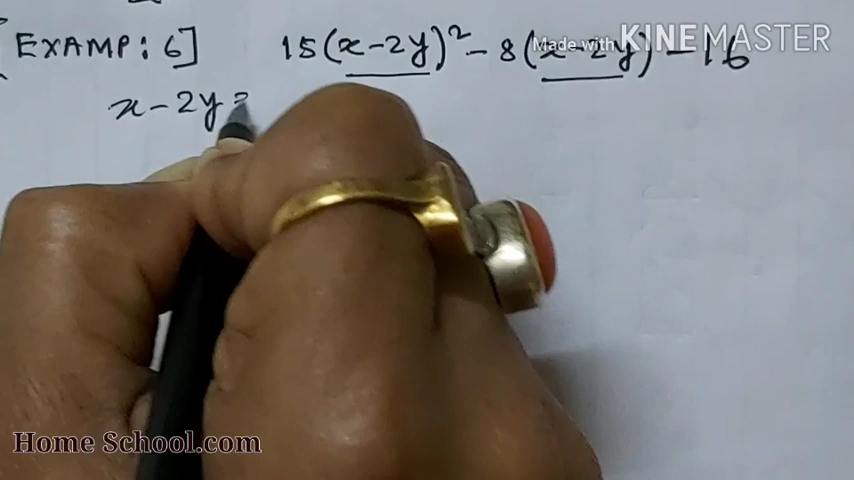 [EXAMP: 6] 15(x-2y)² - 8(x-2y) - 16
Made with KINEMASTER
x-2y=
Home School.com